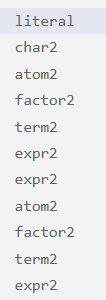 literal
char2
atom2
factor2
term2
expr2
expr2
atom2
factor2
term2
expr2